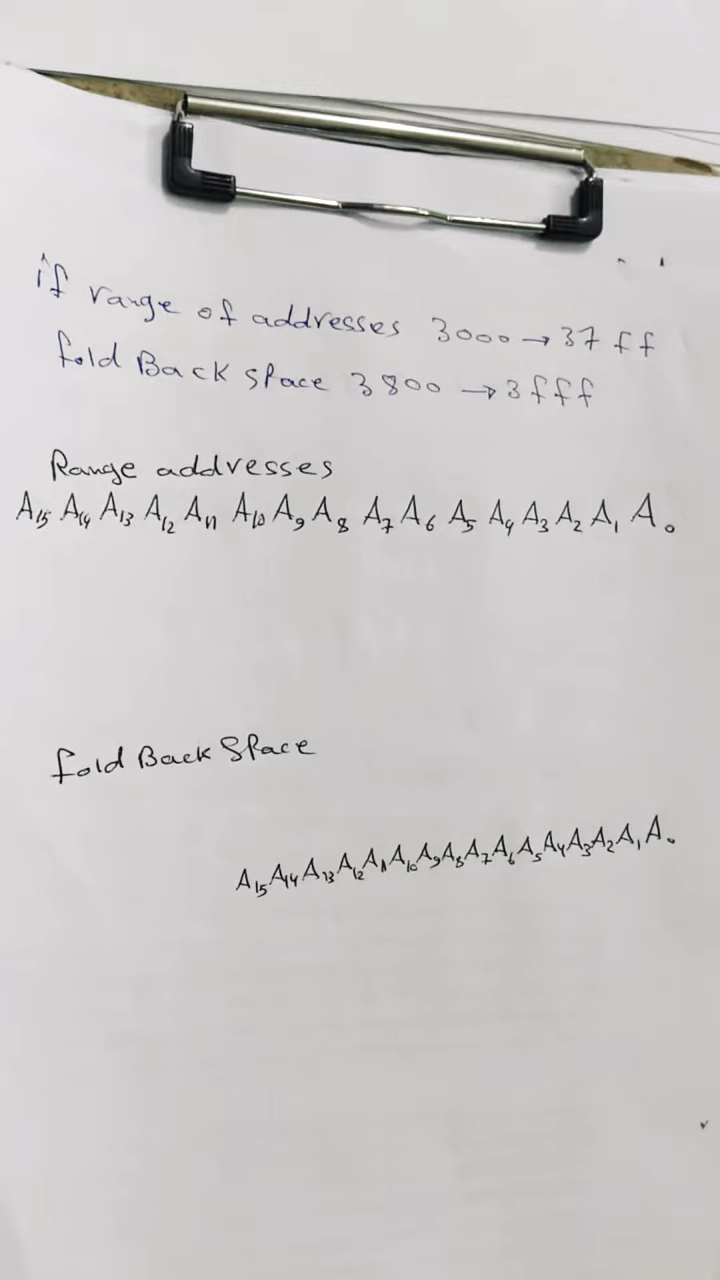 if range of addresses 3000 → 37ff
fold Back space 3800 → 3fff
Range addresses
A15 A14 A13 A12 A11 A10 A9 A8 A7 A6 A5 A4 A3 A2 A1 A0
fold Back Space
A15 A14 A13 A12 A11 A10 A9 A8 A7 A6 A5 A4 A3 A2 A1 A0